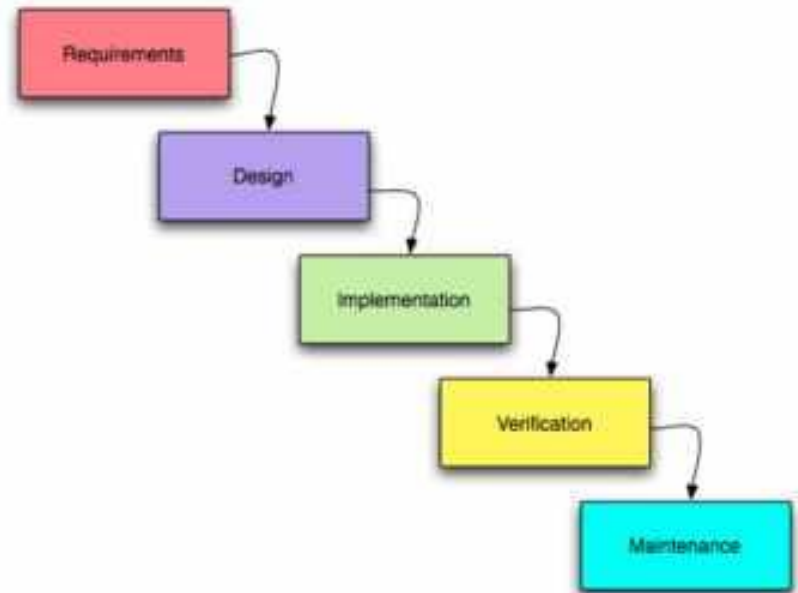 Requirements
Design
Implementation
Verification
Maintenance